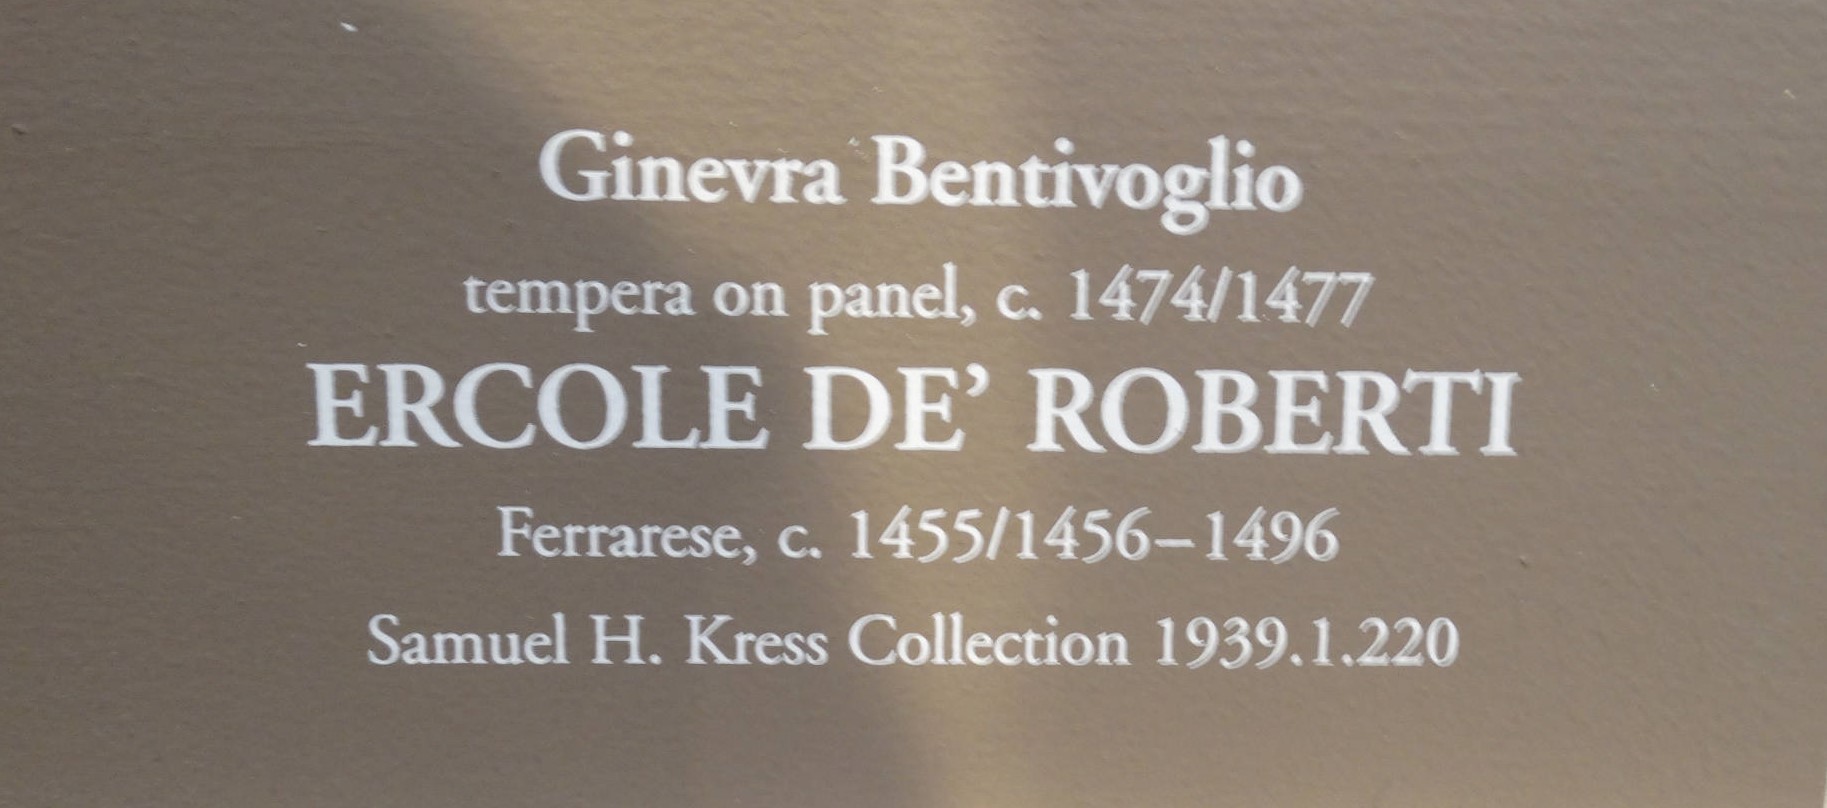 Ginevra Bentivoglio
tempera on panel, c. 1474/1477
ERCOLE DE’ ROBERTI
Ferrarese, c. 1455/1456–1496
Samuel H. Kress Collection 1939.1.220